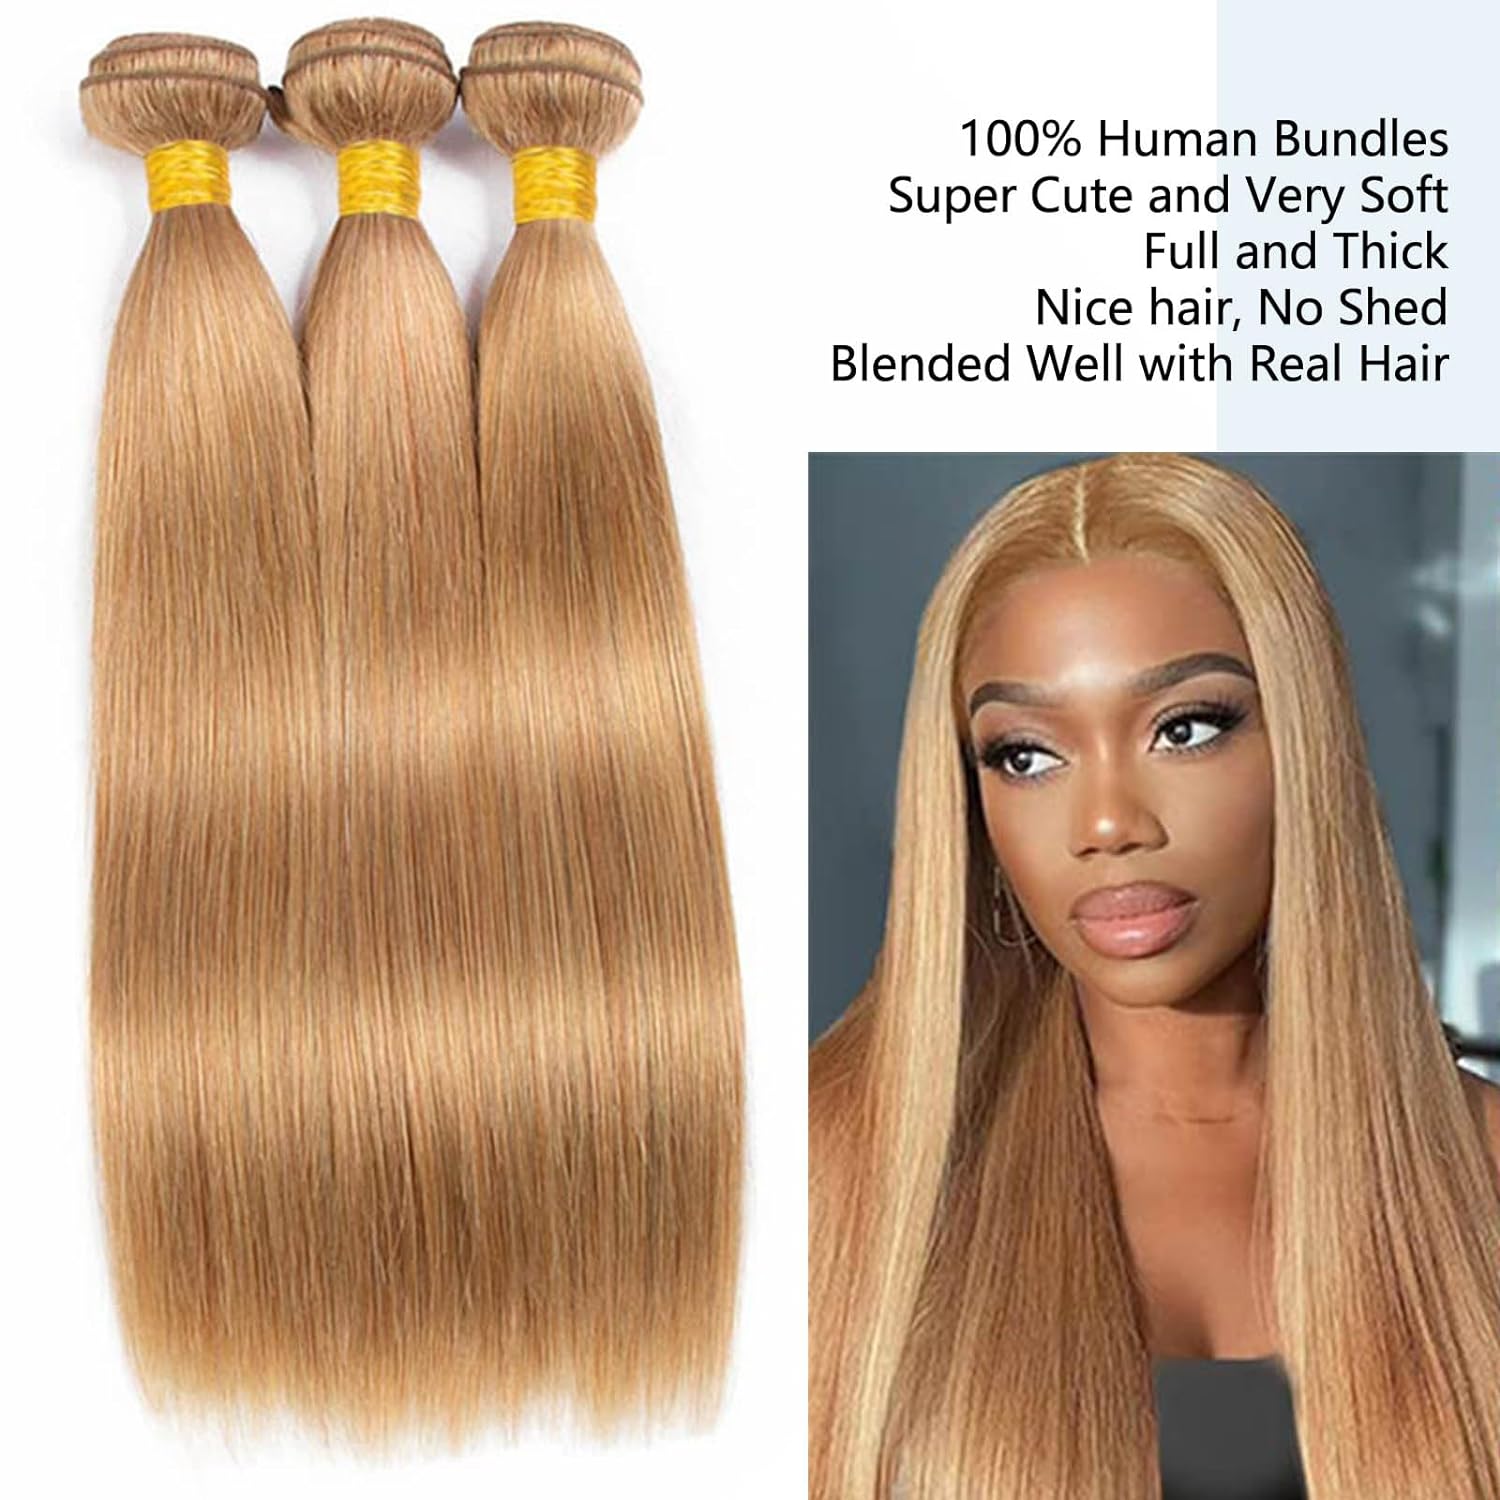 100% Human Bundles
Super Cute and Very Soft
Full and Thick
Nice hair, No Shed
Blended Well with Real Hair